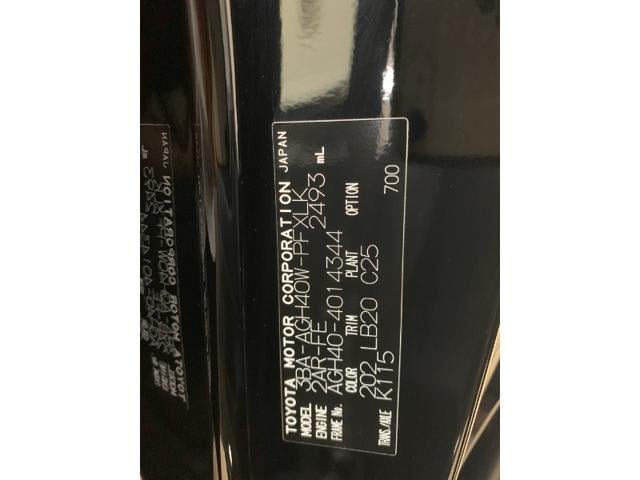 TOYOTA MOTOR CORPORATION JAPAN
MODEL 3BA-AGH40W-PFXLK
ENGINE 2AR-FE 2493 mL
FRAME No. AGH40-4014344
COLOR TRIM PLANT OPTION
202 LB20 C25 700
TRANS./AXLE K115